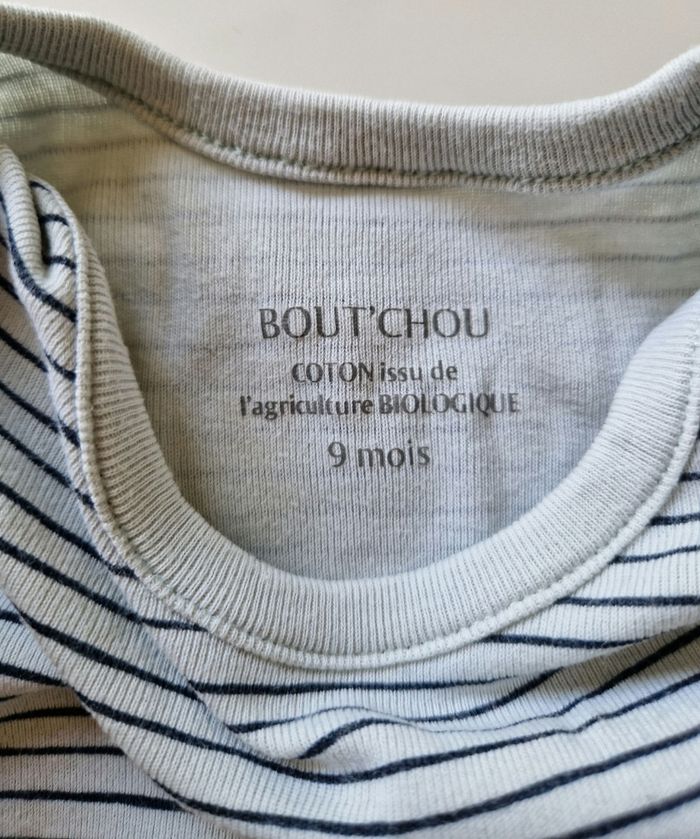 BOUT'CHOU
COTON issu de
l'agriculture BIOLOGIQUE
9 mois